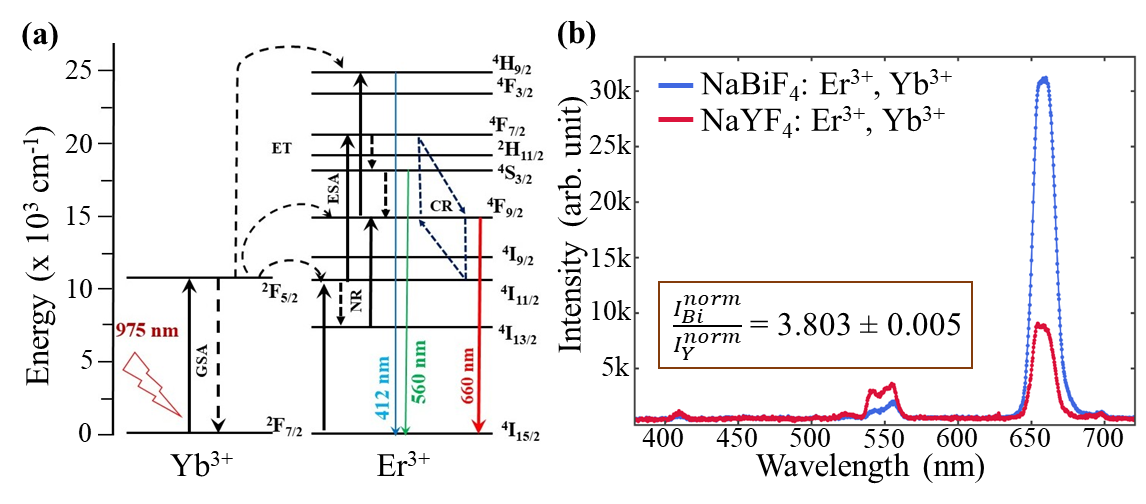 (a)
Energy (x 10³ cm⁻¹)
25
20
15
10
5
0
⁴H₉/₂
⁴F₃/₂
⁴F₇/₂
²H₁₁/₂
⁴S₃/₂
⁴F₉/₂
⁴I₉/₂
⁴I₁₁/₂
⁴I₁₃/₂
⁴I₁₅/₂
ET
ESA
CR
NR
²F₅/₂
975 nm
GSA
²F₇/₂
412 nm
560 nm
660 nm
Yb³⁺
Er³⁺
(b)
Intensity (arb. unit)
30k
25k
20k
15k
10k
5k
NaBiF₄: Er³⁺, Yb³⁺
NaYF₄: Er³⁺, Yb³⁺
I_Bi^norm / I_Y^norm = 3.803 ± 0.005
400 450 500 550 600 650 700
Wavelength (nm)